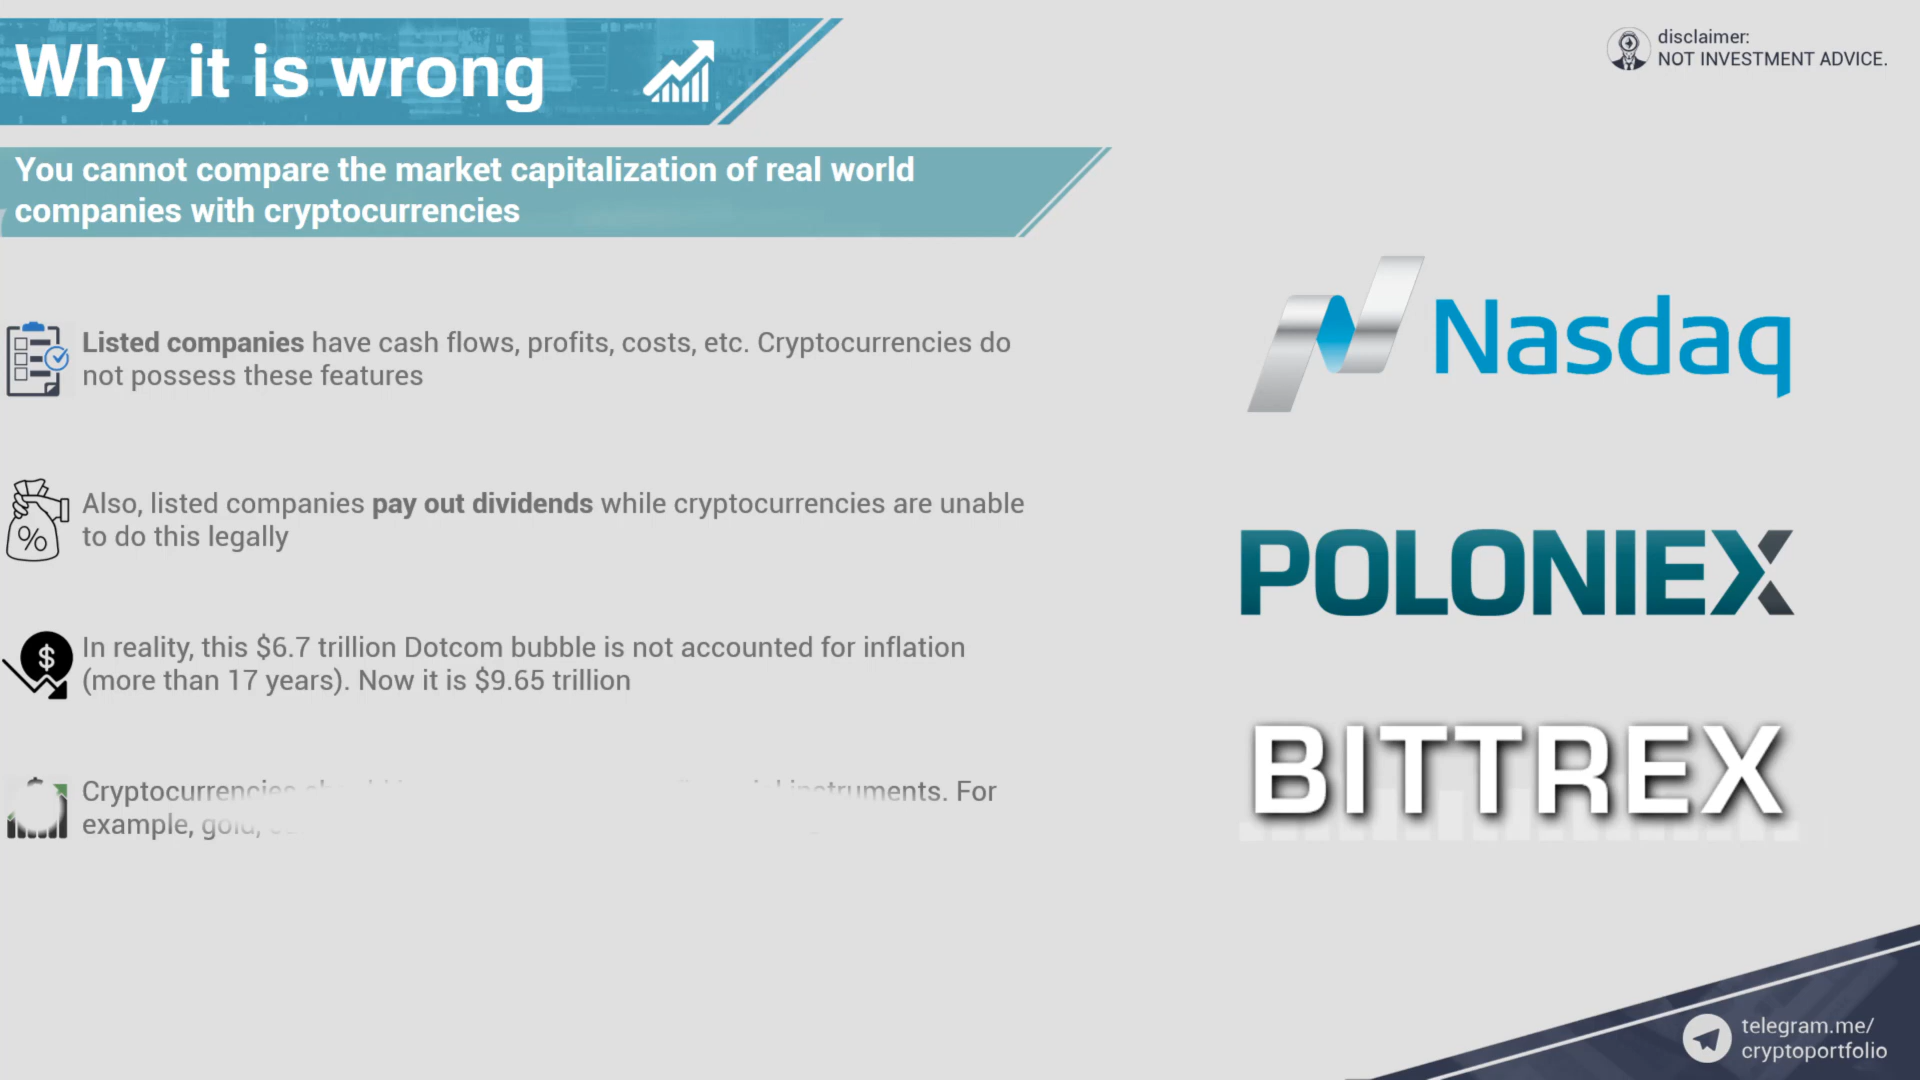 Why it is wrong
disclaimer:
NOT INVESTMENT ADVICE.
You cannot compare the market capitalization of real world
companies with cryptocurrencies
Listed companies have cash flows, profits, costs, etc. Cryptocurrencies do
not possess these features
Also, listed companies pay out dividends while cryptocurrencies are unable
to do this legally
%
In reality, this $6.7 trillion Dotcom bubble is not accounted for inflation
(more than 17 years). Now it is $9.65 trillion
$
Cryptocurrencies instruments. For
example, gold,
Nasdaq
POLONIEX
BITTREX
telegram.me/
cryptoportfolio